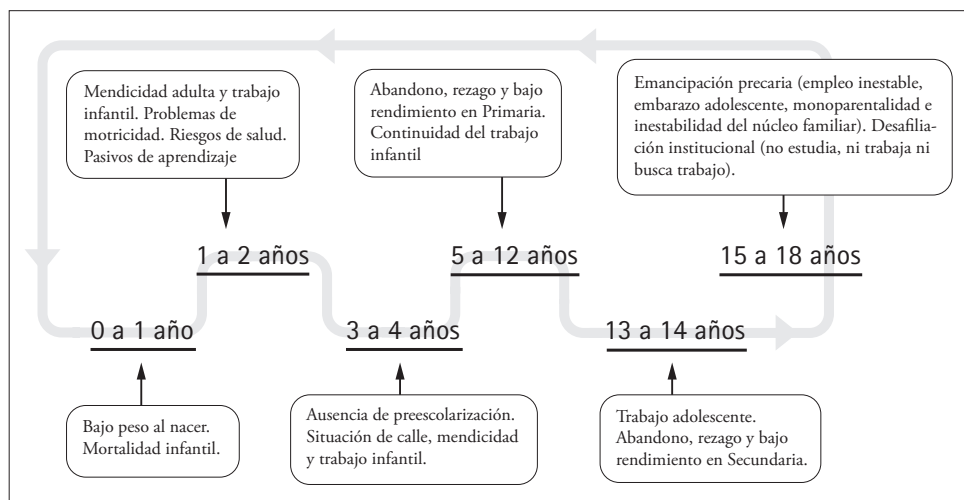 Mendicidad adulta y trabajo
infantil. Problemas de
motricidad. Riesgos de salud.
Pasivos de aprendizaje
Abandono, rezago y bajo
rendimiento en Primaria.
Continuidad del trabajo
infantil
Emancipación precaria (empleo inestable,
embarazo adolescente, monoparentalidad e
inestabilidad del núcleo familiar). Desafilia-
ción institucional (no estudia, ni trabaja ni
busca trabajo).
1 a 2 años
5 a 12 años
15 a 18 años
0 a 1 año
3 a 4 años
13 a 14 años
Bajo peso al nacer.
Mortalidad infantil.
Ausencia de preescolarización.
Situación de calle, mendicidad
y trabajo infantil.
Trabajo adolescente.
Abandono, rezago y bajo
rendimiento en Secundaria.